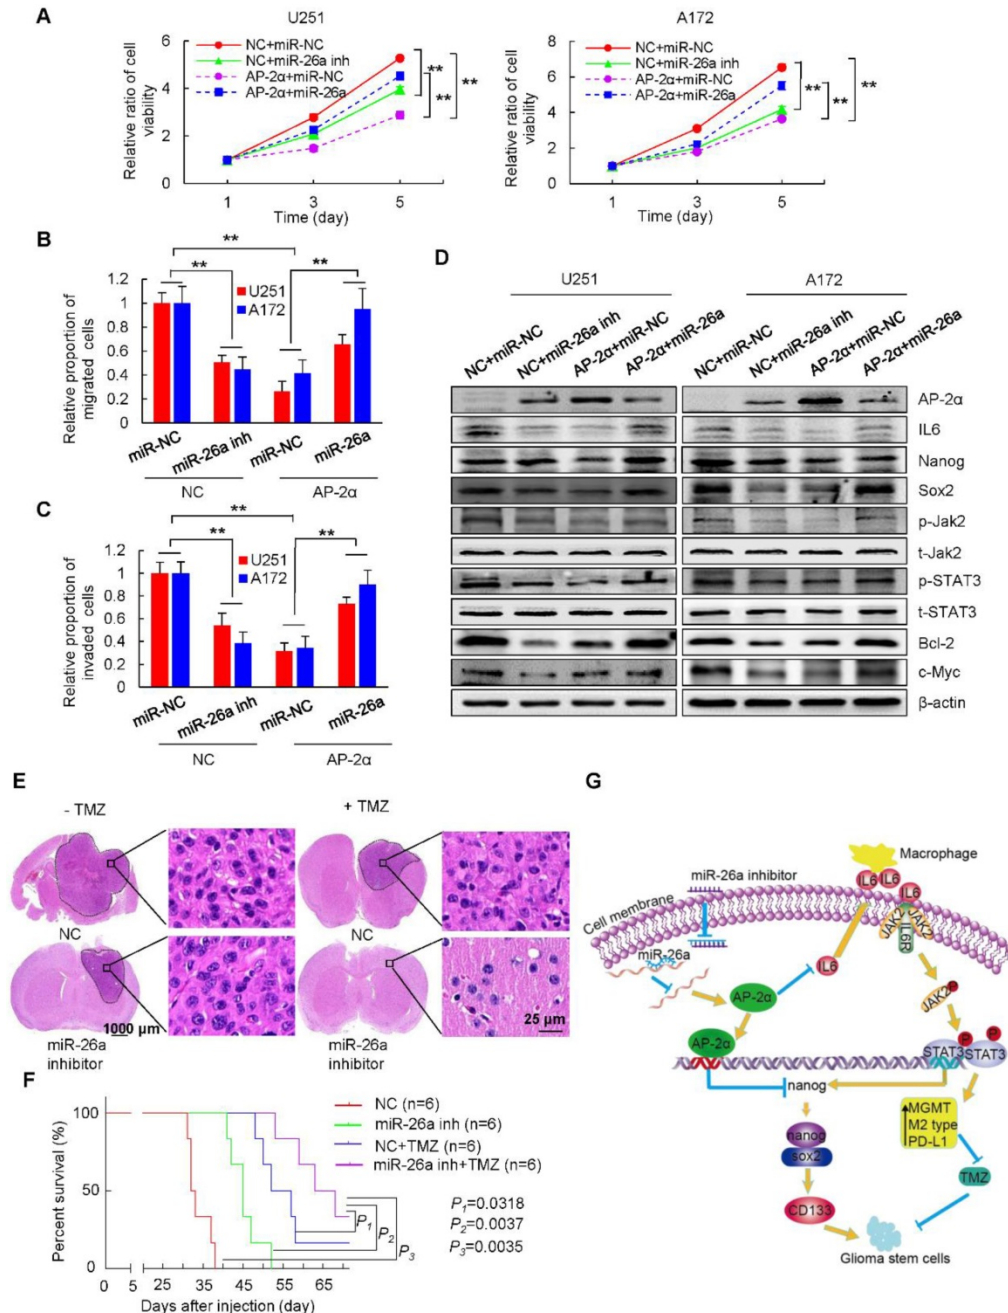 A
U251
Relative ratio of cell
viability
6
4
2
0
NC+miR-NC
NC+miR-26a inh
AP-2α+miR-NC
AP-2α+miR-26a
**
**
**
1
3
5
Time (day)
A172
Relative ratio of cell
viability
8
6
4
2
0
NC+miR-NC
NC+miR-26a inh
AP-2α+miR-NC
AP-2α+miR-26a
**
**
**
1
3
5
Time (day)
B
Relative proportion of
migrated cells
1.2
1
0.8
0.6
0.4
0.2
0
**
**
**
U251
A172
miR-NC
miR-26a inh
miR-NC
miR-26a
NC
AP-2α
C
Relative proportion of
invaded cells
1.2
1
0.8
0.6
0.4
0.2
0
**
**
**
U251
A172
miR-NC
miR-26a inh
miR-NC
miR-26a
NC
AP-2α
D
U251
A172
NC+miR-NC
NC+miR-26a inh
AP-2α+miR-NC
AP-2α+miR-26a
NC+miR-NC
NC+miR-26a inh
AP-2α+miR-NC
AP-2α+miR-26a
AP-2α
IL6
Nanog
Sox2
p-Jak2
t-Jak2
p-STAT3
t-STAT3
Bcl-2
c-Myc
β-actin
E
- TMZ
+ TMZ
NC
NC
1000 μm
25 μm
miR-26a
inhibitor
miR-26a
inhibitor
F
Percent survival (%)
100
50
0
NC (n=6)
miR-26a inh (n=6)
NC+TMZ (n=6)
miR-26a inh+TMZ (n=6)
P1
P2
P3
P1=0.0318
P2=0.0037
P3=0.0035
0
5
25
35
45
55
65
Days after injection (day)
G
Macrophage
IL6
IL6
IL6
miR-26a inhibitor
Cell membrane
JAK2
JAK2
IL6R
miR-26a
IL6
AP-2α
JAK2
P
AP-2α
P
P
STAT3
STAT3
nanog
MGMT
M2 type
PD-L1
nanog
sox2
TMZ
CD133
Glioma stem cells